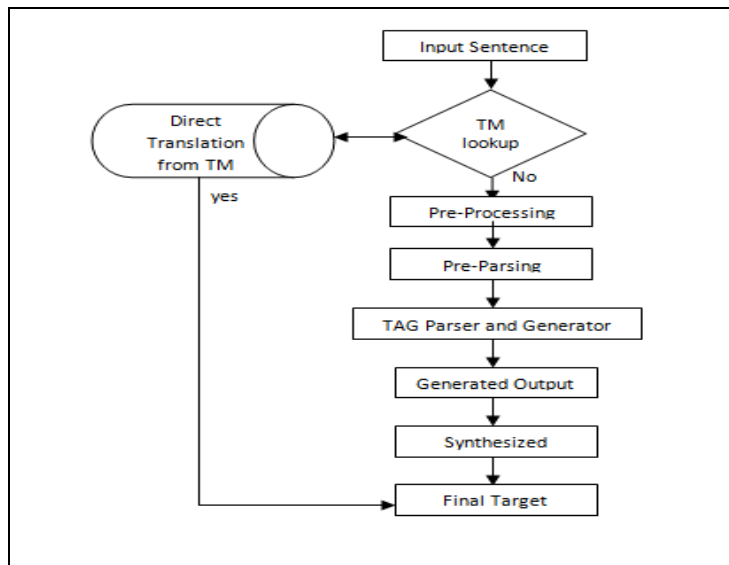 Input Sentence
Direct
Translation
from TM
TM
lookup
yes
No
Pre-Processing
Pre-Parsing
TAG Parser and Generator
Generated Output
Synthesized
Final Target